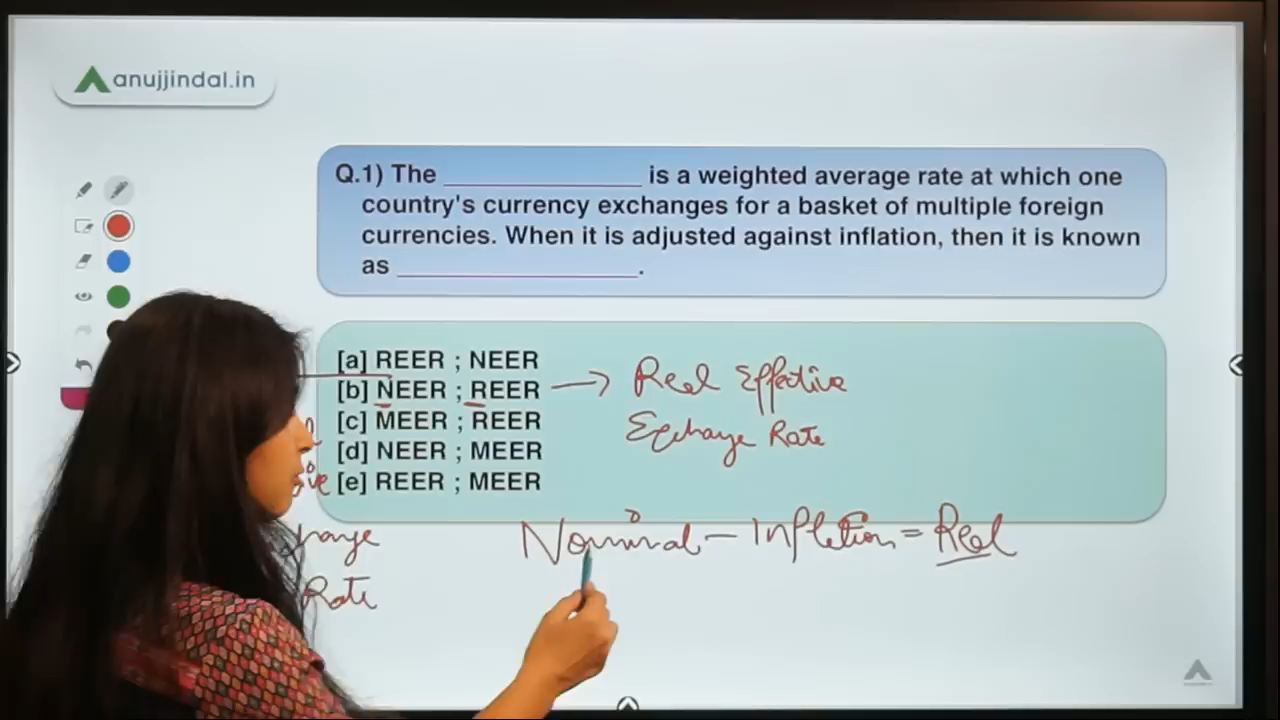 anujjindal.in
Q.1) The ____________ is a weighted average rate at which one
country's currency exchanges for a basket of multiple foreign
currencies. When it is adjusted against inflation, then it is known
as ______________.
[a] REER ; NEER
[b] NEER ; REER → Real Effective
Exchange Rate
[c] MEER ; REER
[d] NEER ; MEER
[e] REER ; MEER
Rate
Nominal - Inflation = Real